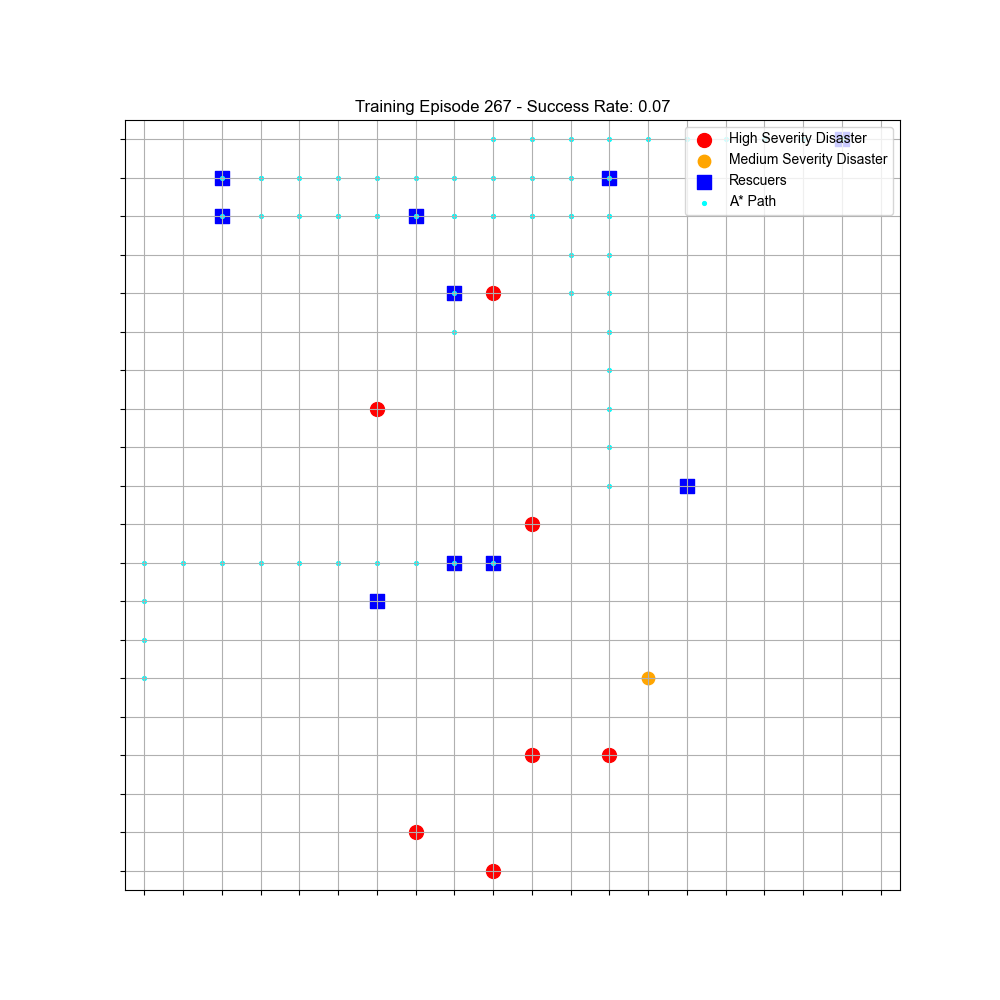 Training Episode 267 - Success Rate: 0.07
High Severity Disaster
Medium Severity Disaster
Rescuers
A* Path